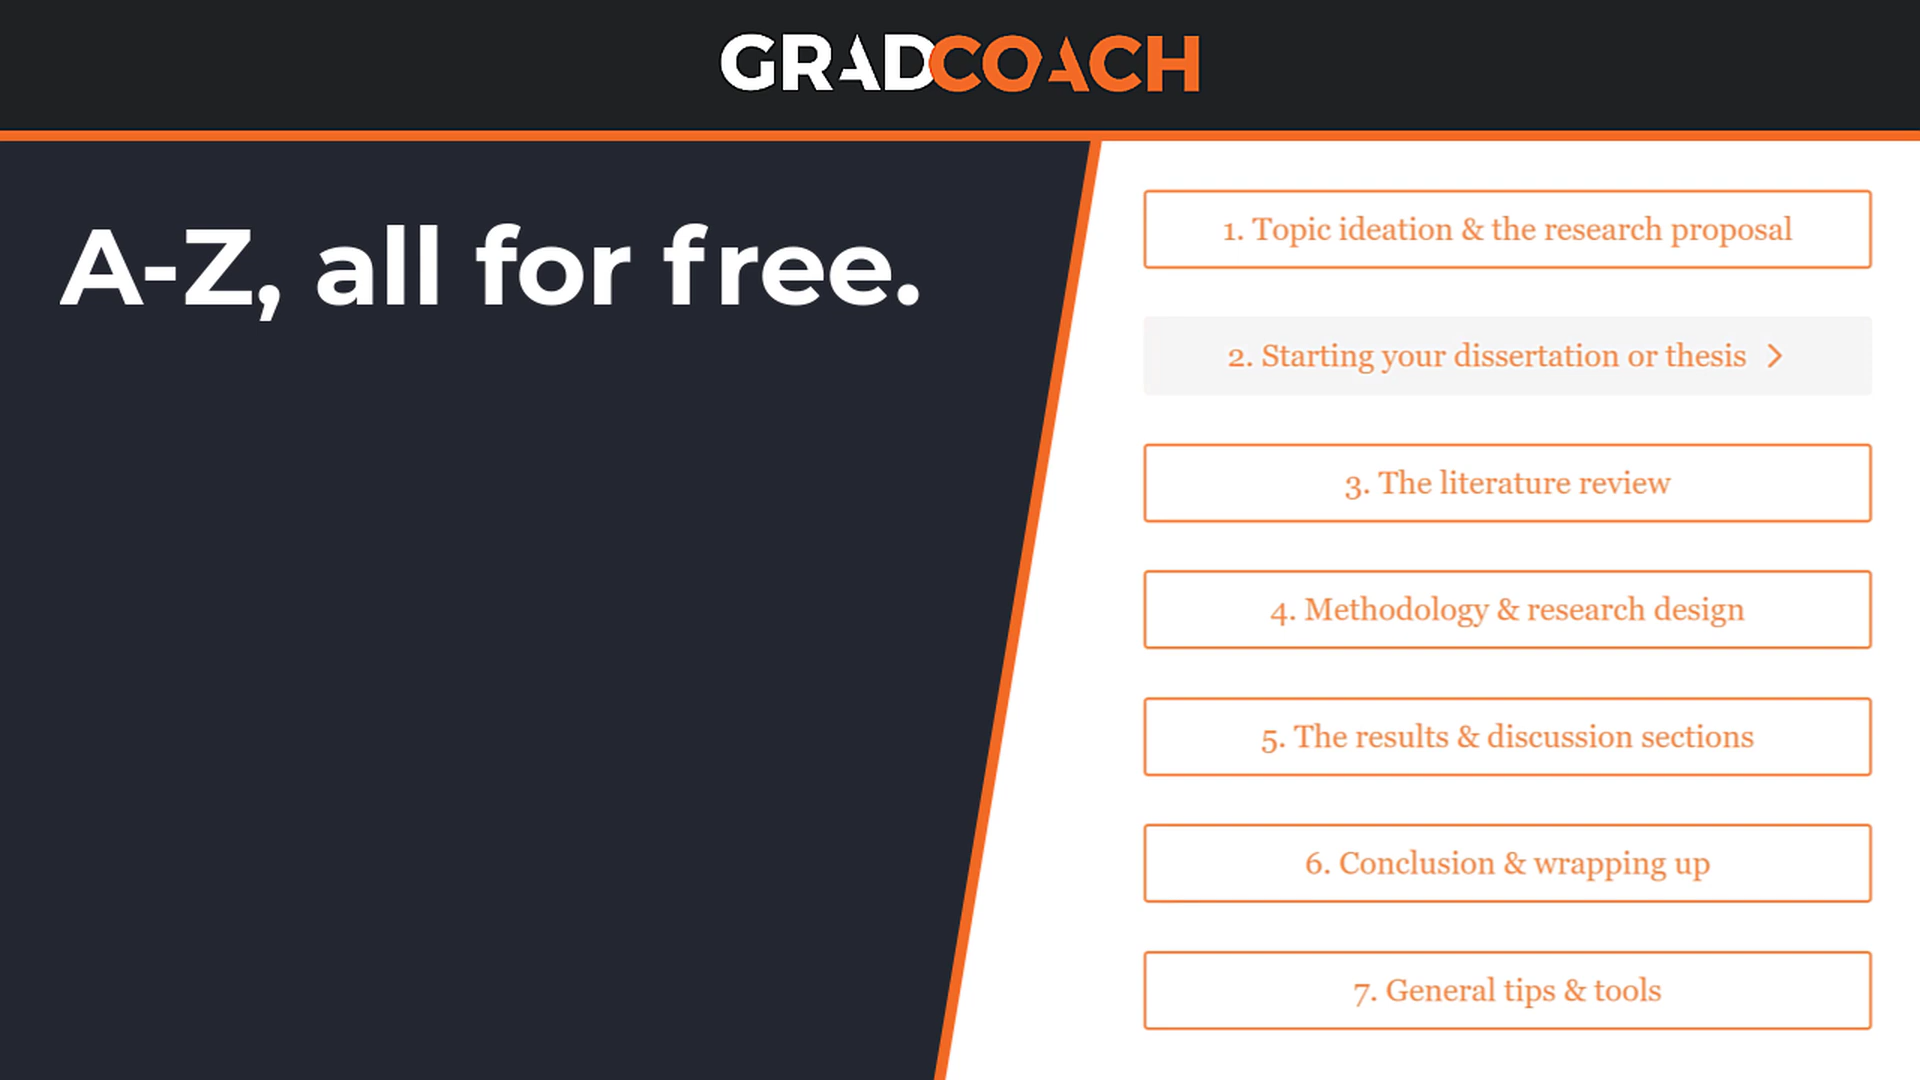 GRADCOACH
A-Z, all for free.
1. Topic ideation & the research proposal
2. Starting your dissertation or thesis
3. The literature review
4. Methodology & research design
5. The results & discussion sections
6. Conclusion & wrapping up
7. General tips & tools